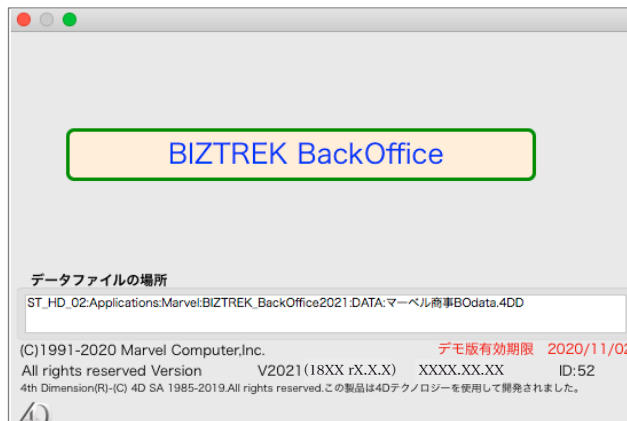 BIZTREK BackOffice
データファイルの場所
ST_HD_02:Applications:Marvel:BIZTREK_BackOffice2021:DATA:マーベル商事BOdata.4DD
(C)1991-2020 Marvel Computer,Inc. デモ版有効期限 2020/11/02
All rights reserved Version V2021(18XX rX.X.X) XXXX.XX.XX ID:52
4th Dimension(R)-(C) 4D SA 1985-2019.All rights reserved.この製品は4Dテクノロジーを使用して開発されました。
4D